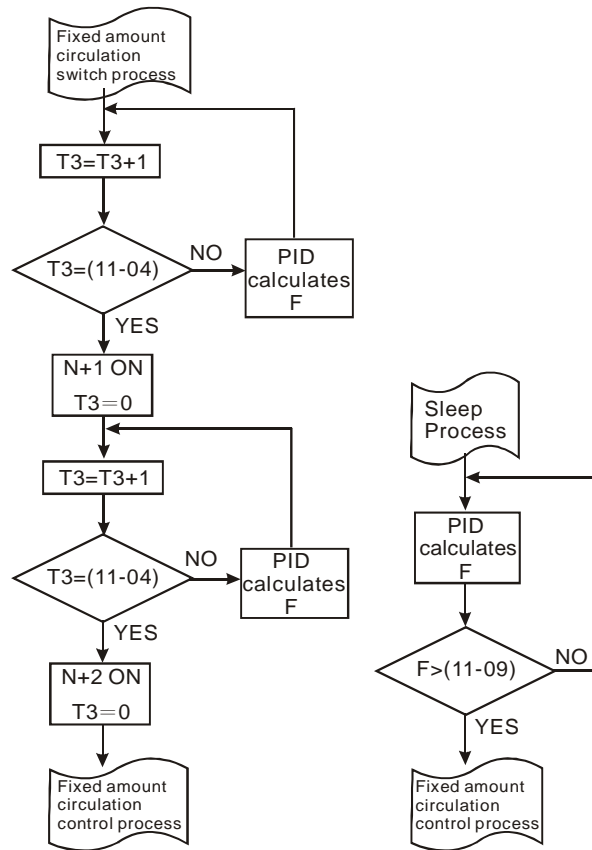 Fixed amount
circulation
switch process
T3=T3+1
T3=(11-04)
NO
PID
calculates
F
YES
N+1 ON
T3=0
T3=T3+1
T3=(11-04)
NO
PID
calculates
F
YES
N+2 ON
T3=0
Fixed amount
circulation
control process
Sleep
Process
PID
calculates
F
F>(11-09)
NO
YES
Fixed amount
circulation
control process